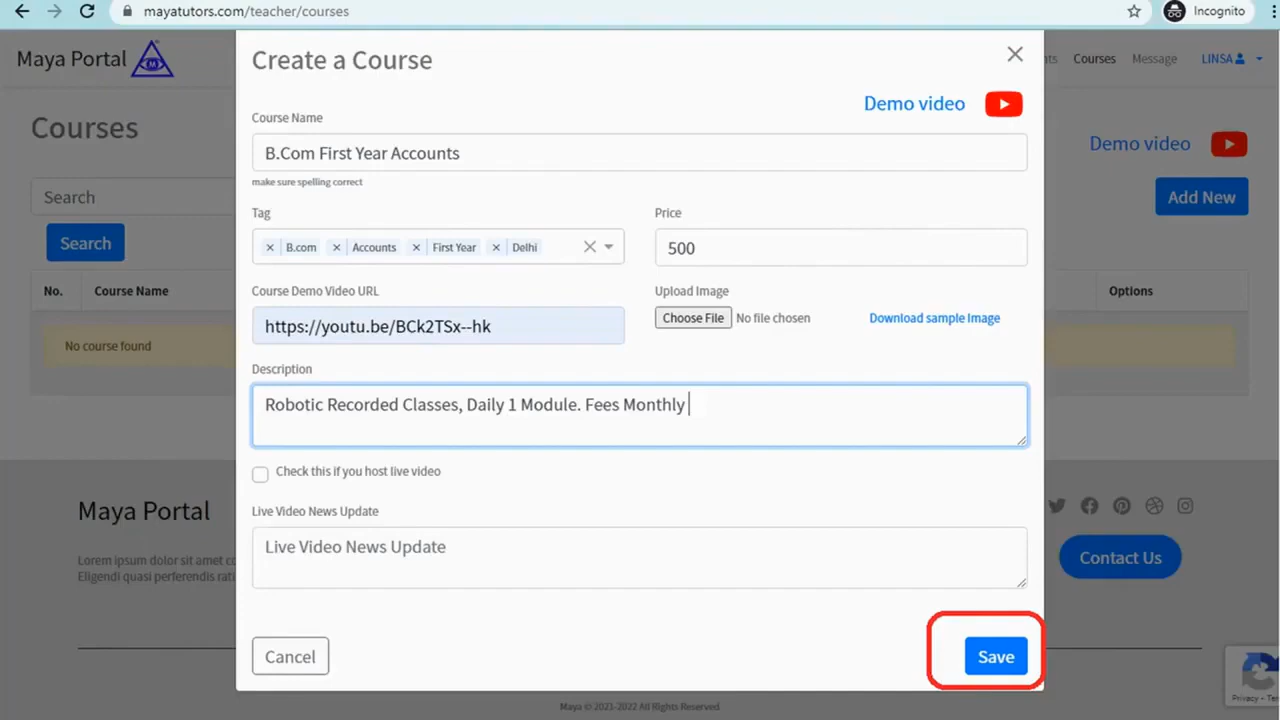 mayatutors.com/teacher/courses
Incognito
Maya Portal
M
nts Courses Message LINSA
Create a Course
Demo video
Courses
Demo video
Course Name
B.Com First Year Accounts
make sure spelling correct
Search
Add New
Tag Price
B.com Accounts First Year Delhi 500
Search
Course Demo Video URL Upload Image
No. Course Name Options
https://youtu.be/BCk2TSx--hk Choose File No file chosen Download sample Image
No course found
Description
Robotic Recorded Classes, Daily 1 Module. Fees Monthly
Check this if you host live video
Live Video News Update
Live Video News Update
Maya Portal
Lorem ipsum dolor sit amet co
Eligendi quasi perferendis rati
Contact Us
Cancel Save
Privacy - Ter
Maya © 2021-2022 All Rights Reserved